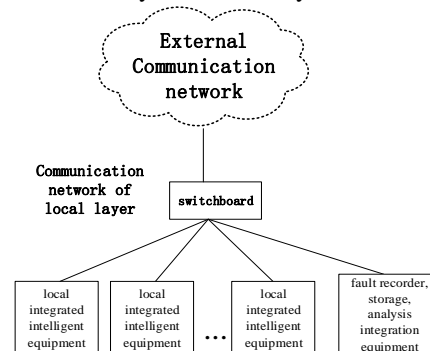 External
Communication
network
Communication
network of
local layer
switchboard
local
integrated
intelligent
equipment
local
integrated
intelligent
equipment
...
local
integrated
intelligent
equipment
fault recorder,
storage,
analysis
integration
equipment